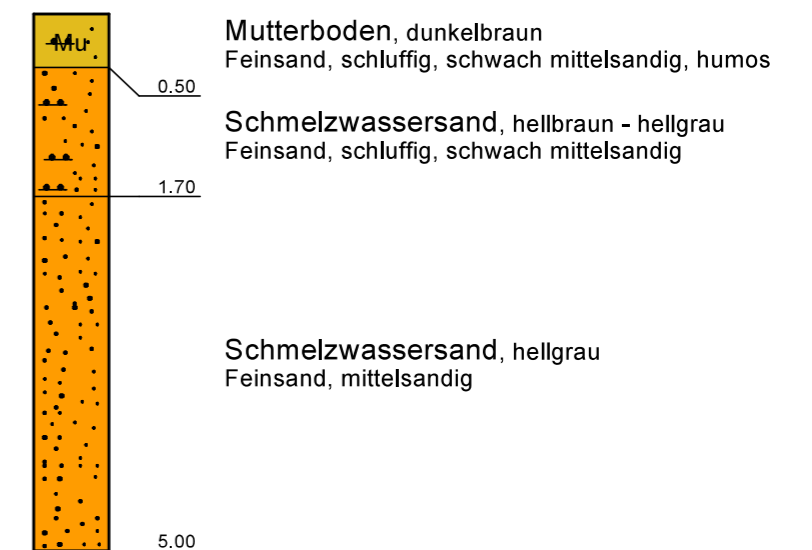 Mu
Mutterboden, dunkelbraun
Feinsand, schluffig, schwach mittelsandig, humos
0.50
Schmelzwassersand, hellbraun - hellgrau
Feinsand, schluffig, schwach mittelsandig
1.70
Schmelzwassersand, hellgrau
Feinsand, mittelsandig
5.00